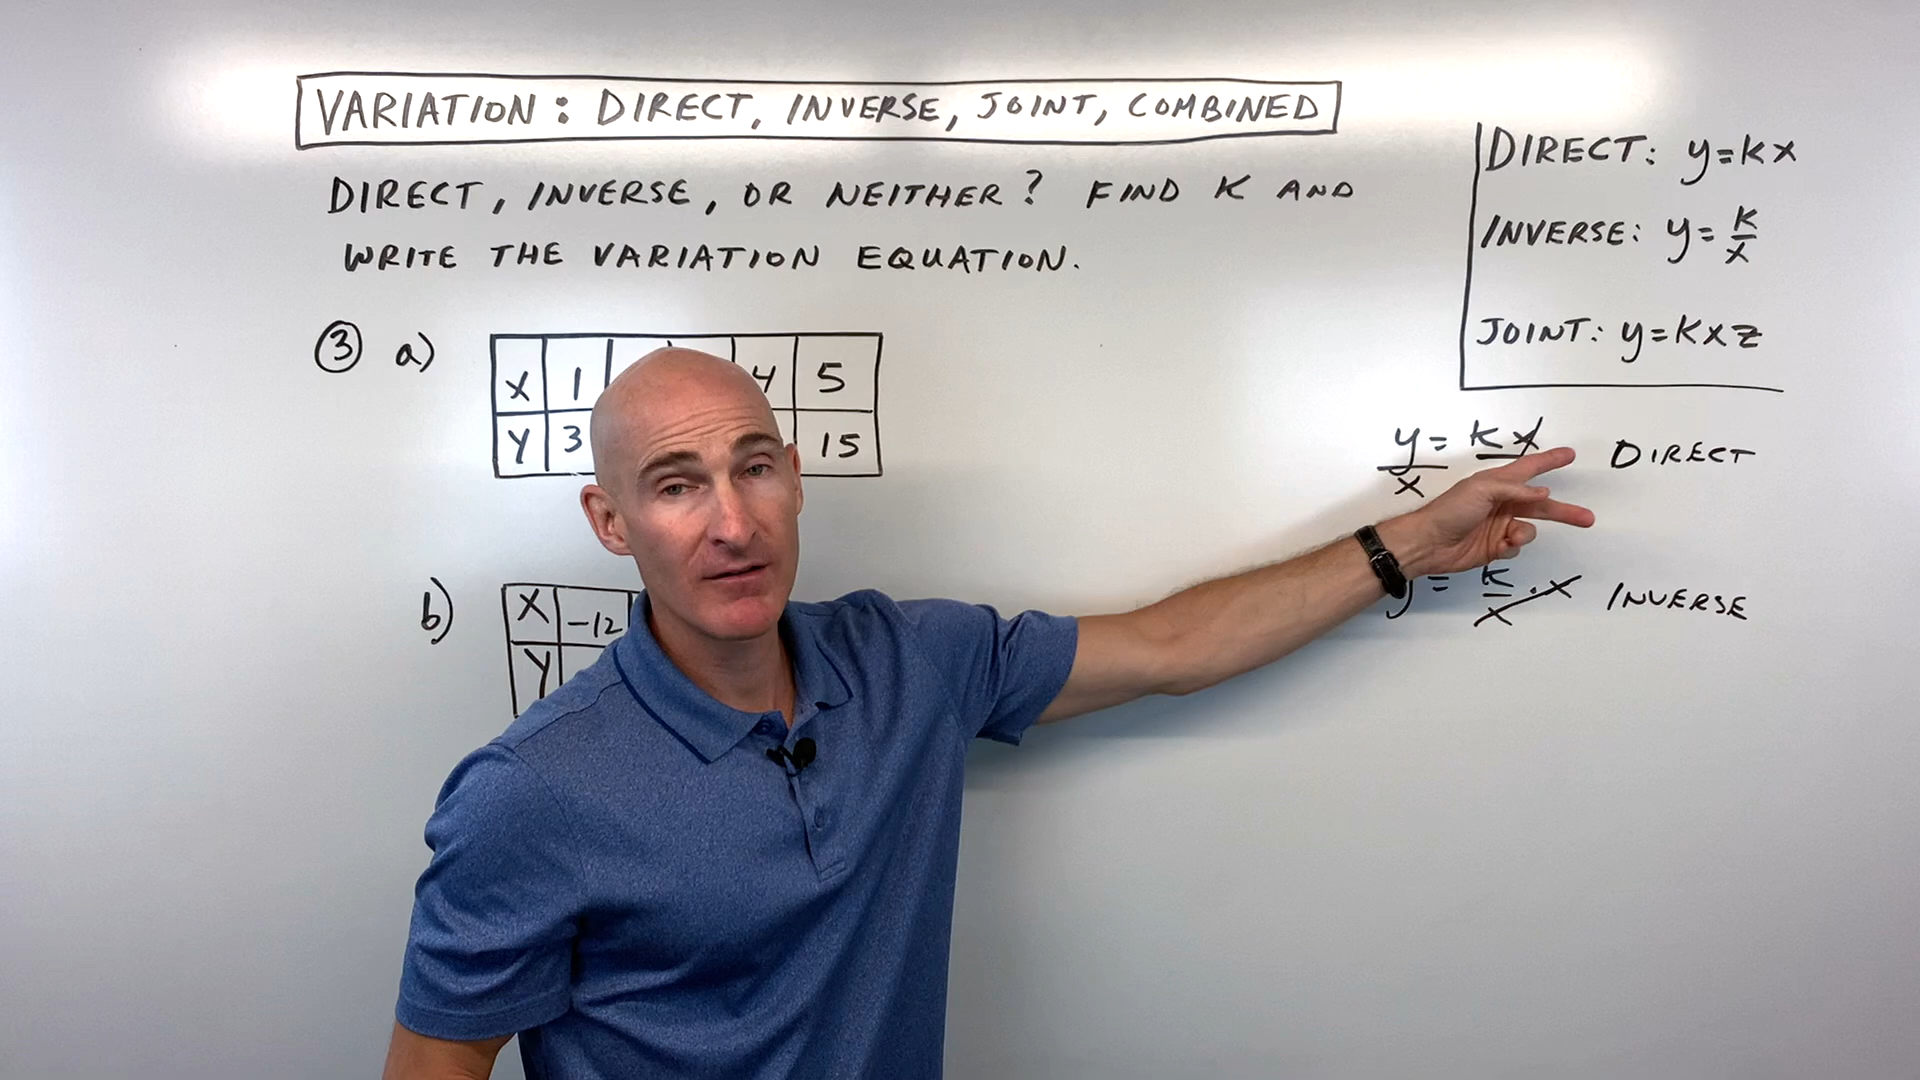 VARIATION: DIRECT, INVERSE, JOINT, COMBINED
DIRECT, INVERSE, OR NEITHER? FIND K AND
WRITE THE VARIATION EQUATION.
DIRECT: y=kx
INVERSE: y=k/x
JOINT: y=kxz
③ a)
X 1 4 5
Y 3 15
y/x = kx DIRECT
b)
X -12
Y
y = k/x · x INVERSE